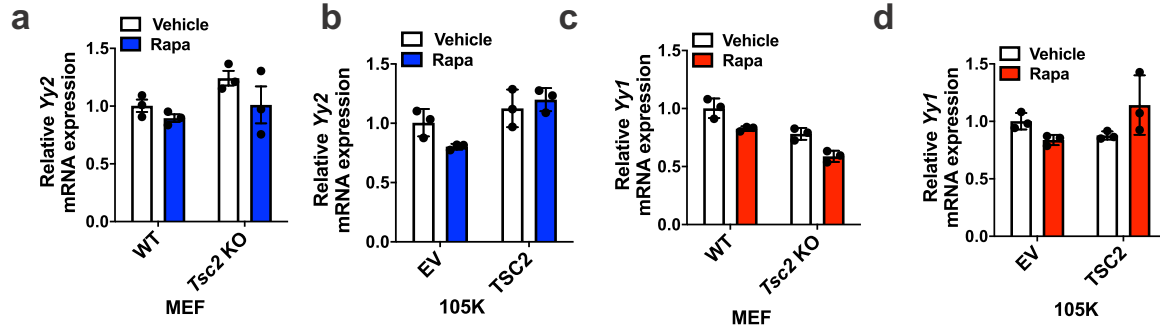 a
Vehicle
Rapa
Relative Yy2
mRNA expression
1.5
1.0
0.5
0.0
WT
Tsc2 KO
MEF
b
Vehicle
Rapa
Relative Yy2
mRNA expression
1.5
1.0
0.5
0.0
EV
TSC2
105K
c
Vehicle
Rapa
Relative Yy1
mRNA expression
1.5
1.0
0.5
0.0
WT
Tsc2 KO
MEF
d
Vehicle
Rapa
Relative Yy1
mRNA expression
1.5
1.0
0.5
0.0
EV
TSC2
105K